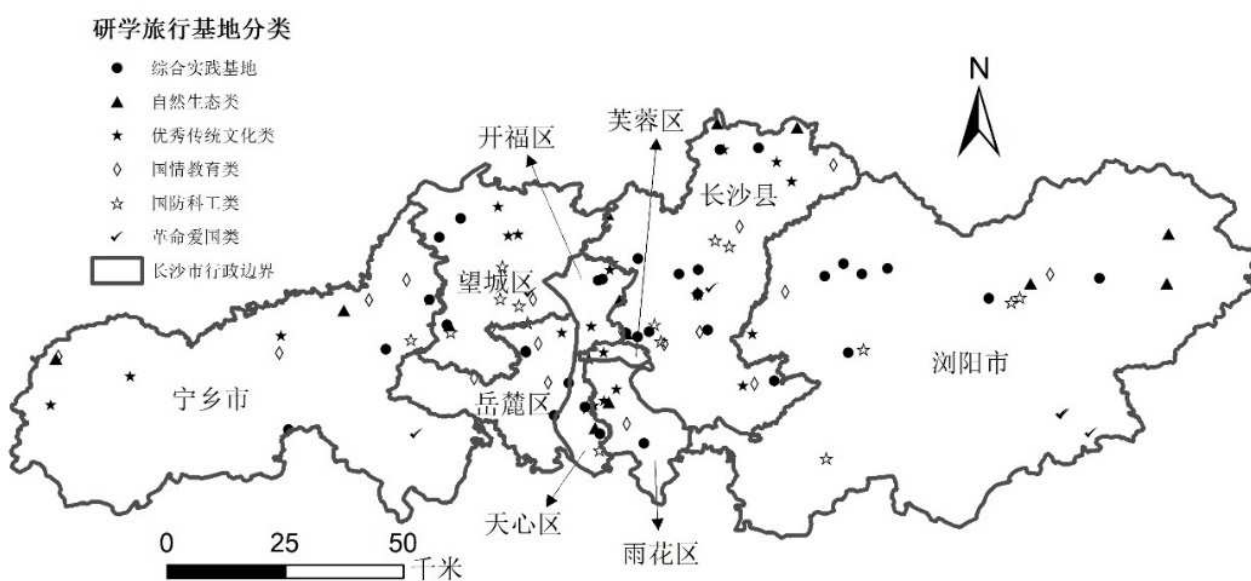 研学旅行基地分类
综合实践基地
自然生态类
优秀传统文化类
国情教育类
国防科工类
革命爱国类
长沙市行政边界
N
开福区
芙蓉区
长沙县
望城区
宁乡市
岳麓区
浏阳市
天心区
雨花区
0 25 50
千米